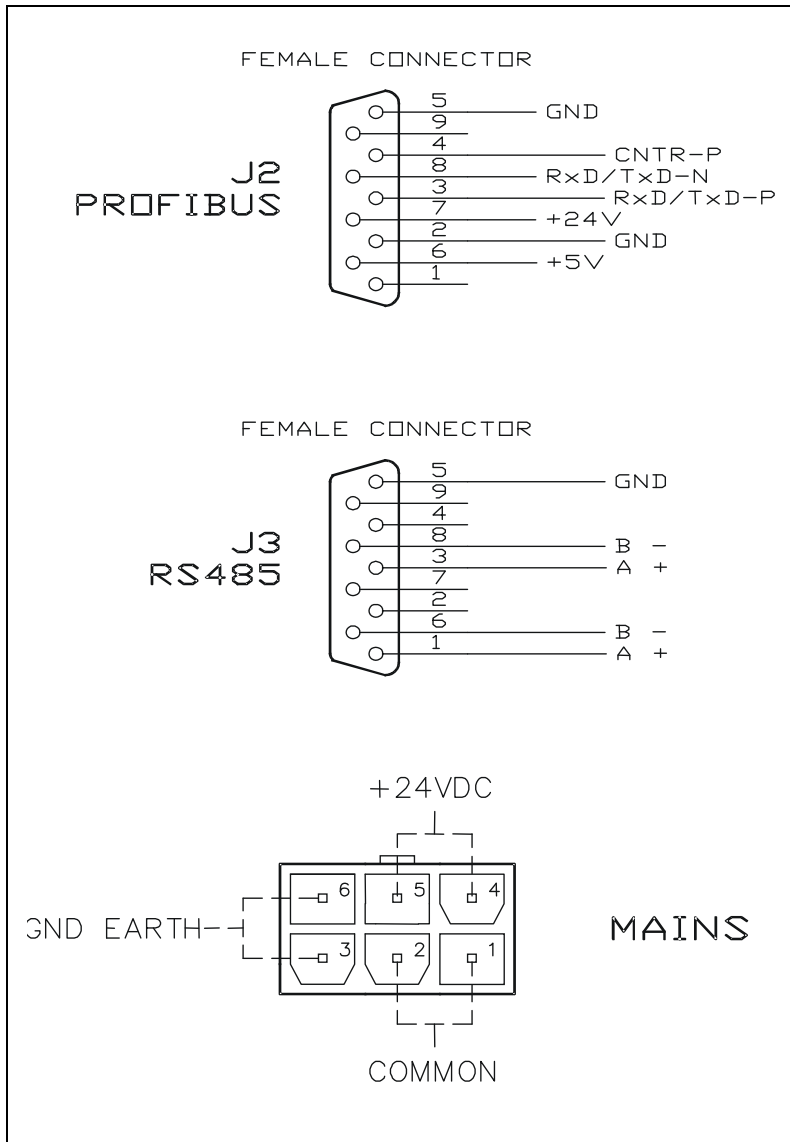 FEMALE CONNECTOR
J2
PROFIBUS
5 GND
9
4 CNTR-P
8 RxD/TxD-N
3 RxD/TxD-P
7 +24V
2 GND
6 +5V
1
FEMALE CONNECTOR
J3
RS485
5 GND
9
4
8 B -
3 A +
7
2
6 B -
1 A +
+24VDC
6 5 4
GND EARTH
MAINS
3 2 1
COMMON